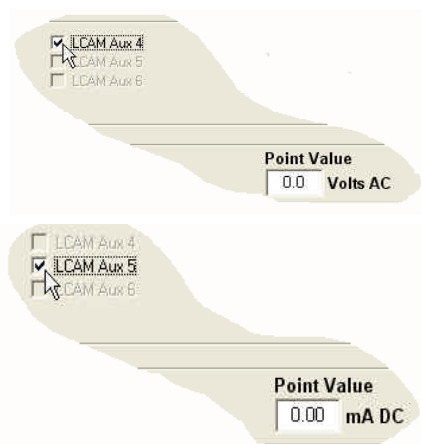 LCAM Aux 4
LCAM Aux 5
LCAM Aux 6
Point Value
0.0 Volts AC
LCAM Aux 4
LCAM Aux 5
LCAM Aux 6
Point Value
0.00 mA DC